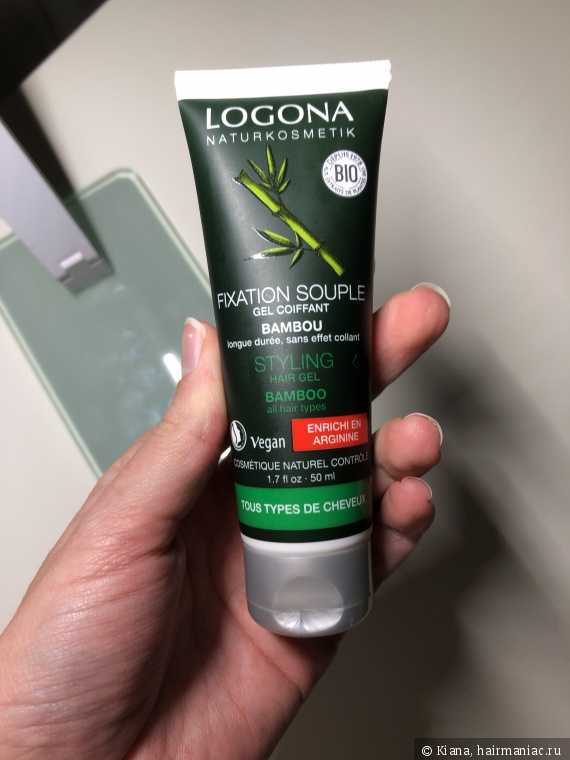 LOGONA
NATURKOSMETIK
BIO
FIXATION SOUPLE
GEL COIFFANT
BAMBOU
longue durée, sans effet collant
STYLING
HAIR GEL
BAMBOO
all hair types
Vegan
ENRICHI EN
ARGININE
COSMÉTIQUE NATUREL CONTRÔLÉ
1.7 fl oz · 50 ml
TOUS TYPES DE CHEVEUX
© Kiana, hairmaniac.ru